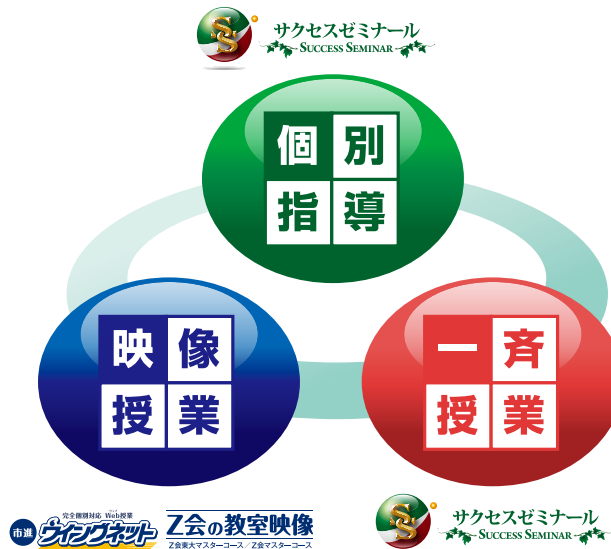 サクセスゼミナール
SUCCESS SEMINAR
個別
指導
映像
授業
一斉
授業
完全個別対応 Web授業
市進 ウイングネット
Z会の教室映像
Z会東大マスターコース／Z会マスターコース
サクセスゼミナール
SUCCESS SEMINAR